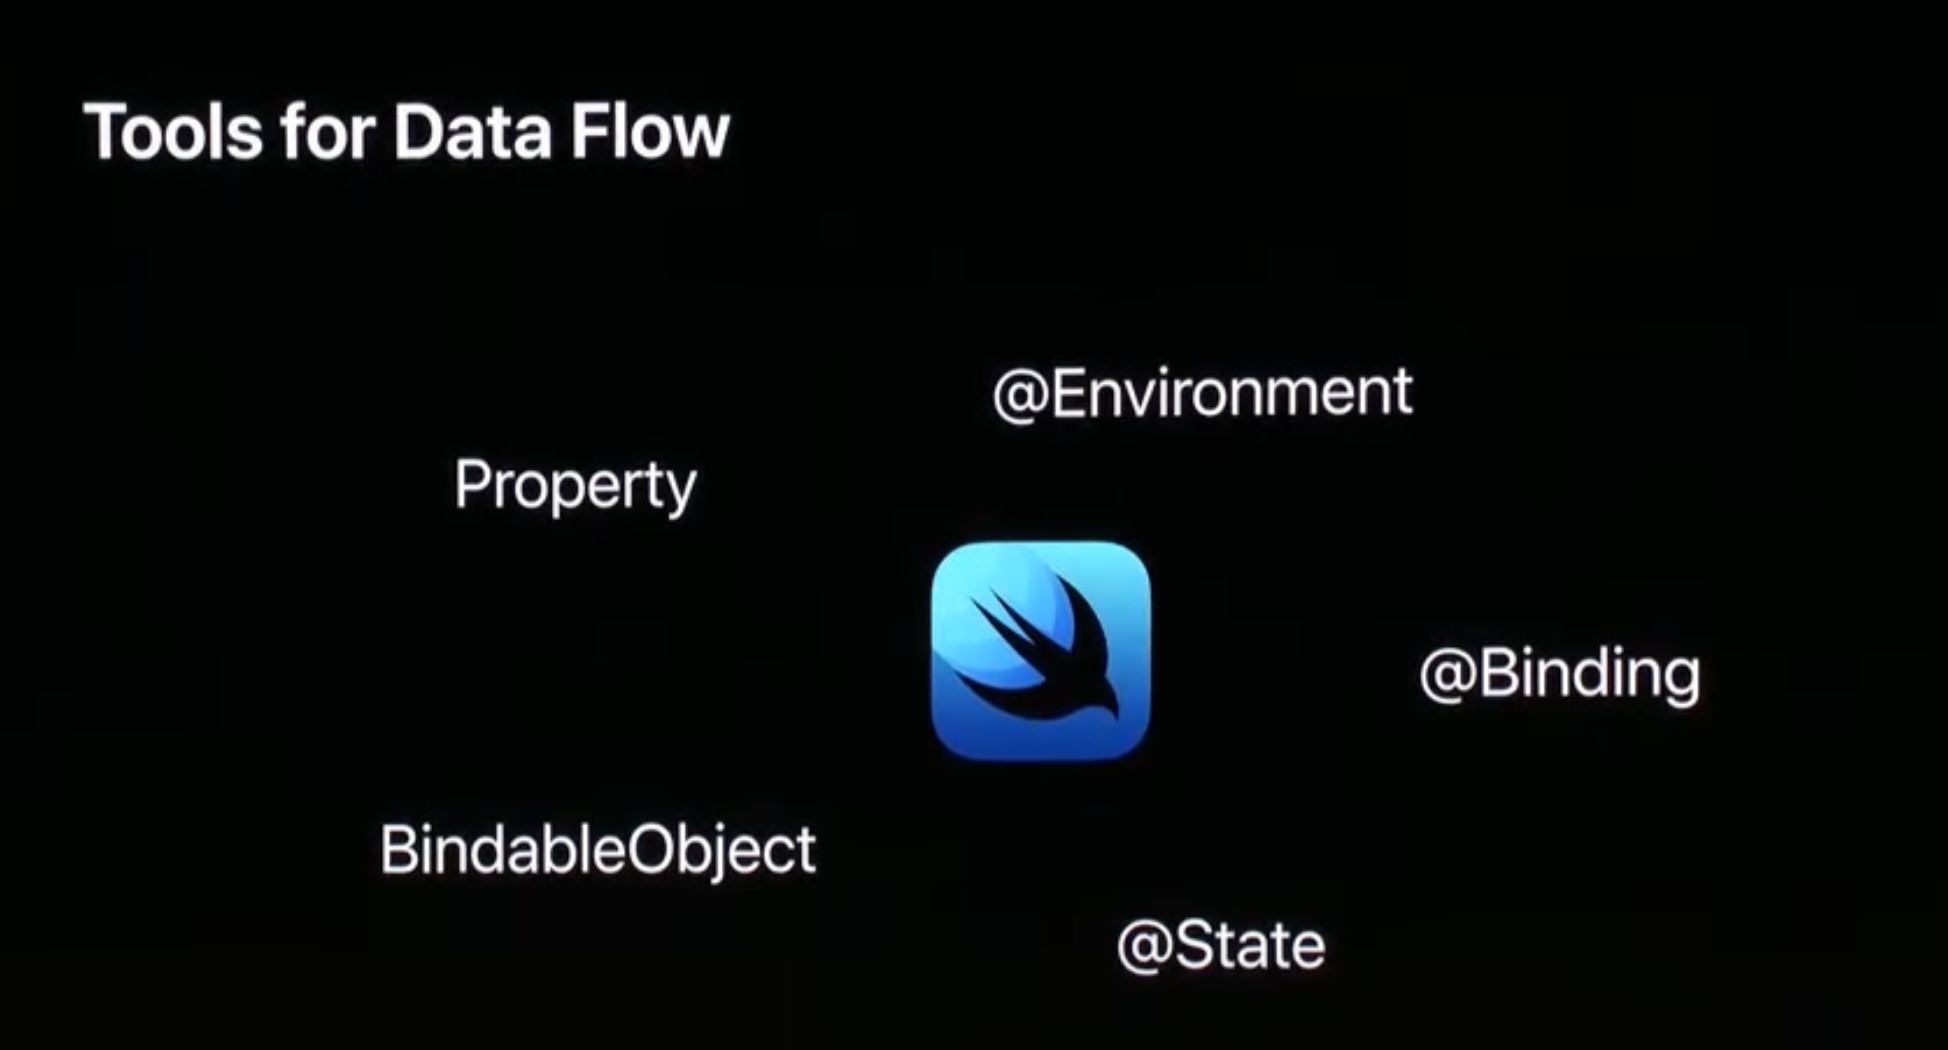 Tools for Data Flow
@Environment
Property
@Binding
BindableObject
@State